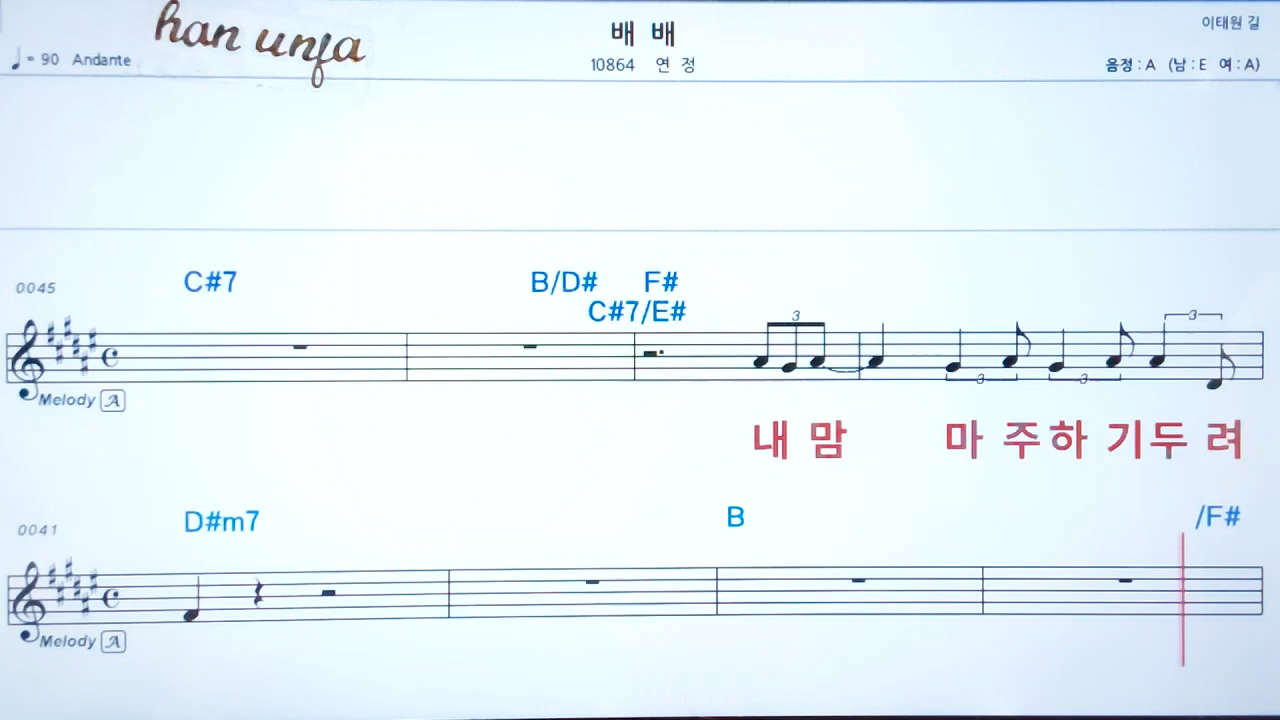 han unfa
배 배
이태원 길
♩= 90 Andante
10864 연 정
음정 : A (남 : E 여 : A)
0045
C#7 B/D# F#
C#7/E#
3 3
Melody A
3 3
내 맘 마 주하 기두 려
0041
D#m7 B /F#
Melody A